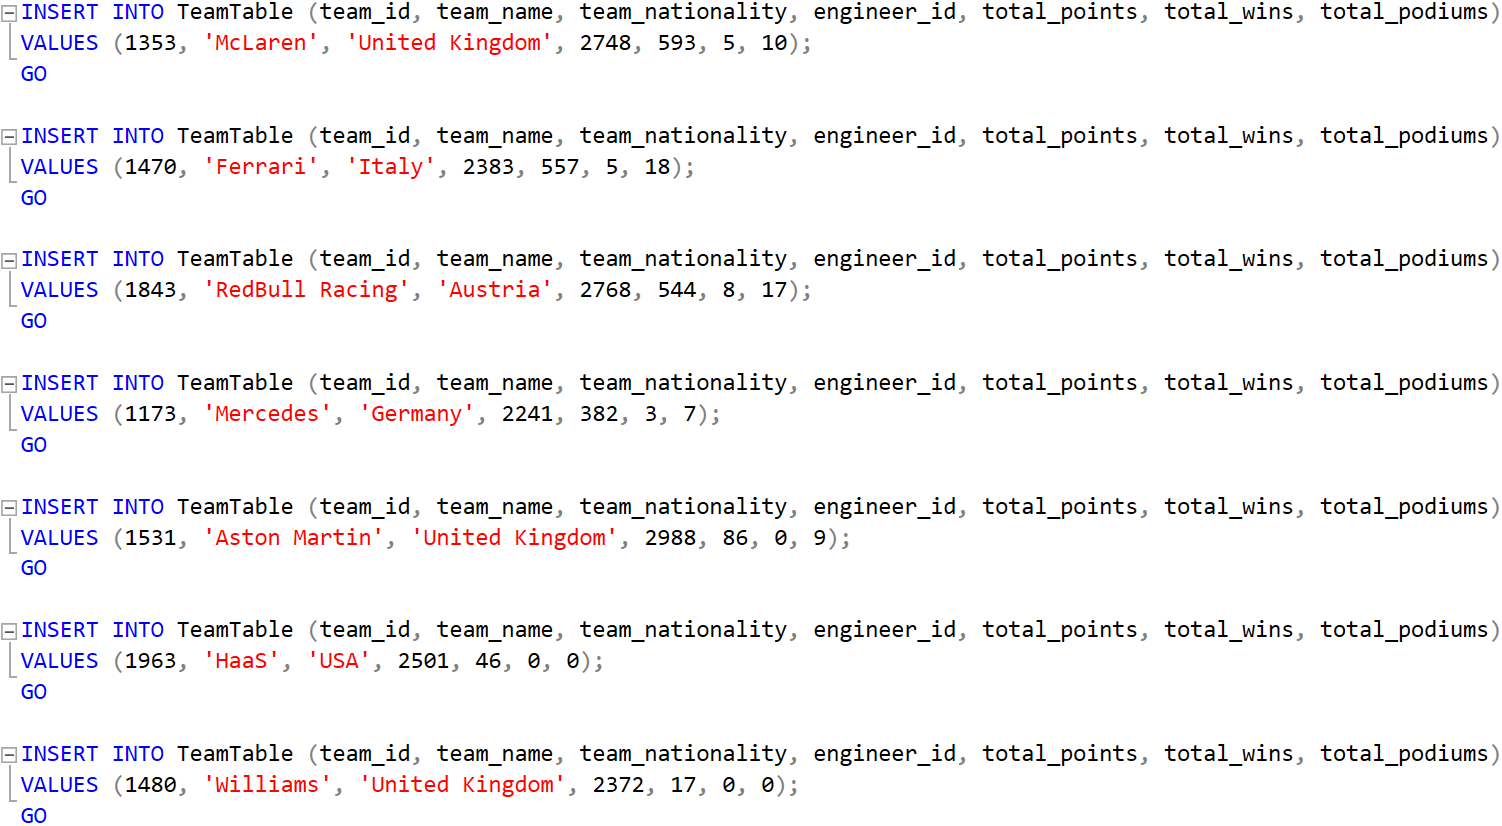 INSERT INTO TeamTable (team_id, team_name, team_nationality, engineer_id, total_points, total_wins, total_podiums)
VALUES (1353, 'McLaren', 'United Kingdom', 2748, 593, 5, 10);
GO
INSERT INTO TeamTable (team_id, team_name, team_nationality, engineer_id, total_points, total_wins, total_podiums)
VALUES (1470, 'Ferrari', 'Italy', 2383, 557, 5, 18);
GO
INSERT INTO TeamTable (team_id, team_name, team_nationality, engineer_id, total_points, total_wins, total_podiums)
VALUES (1843, 'RedBull Racing', 'Austria', 2768, 544, 8, 17);
GO
INSERT INTO TeamTable (team_id, team_name, team_nationality, engineer_id, total_points, total_wins, total_podiums)
VALUES (1173, 'Mercedes', 'Germany', 2241, 382, 3, 7);
GO
INSERT INTO TeamTable (team_id, team_name, team_nationality, engineer_id, total_points, total_wins, total_podiums)
VALUES (1531, 'Aston Martin', 'United Kingdom', 2988, 86, 0, 9);
GO
INSERT INTO TeamTable (team_id, team_name, team_nationality, engineer_id, total_points, total_wins, total_podiums)
VALUES (1963, 'HaaS', 'USA', 2501, 46, 0, 0);
GO
INSERT INTO TeamTable (team_id, team_name, team_nationality, engineer_id, total_points, total_wins, total_podiums)
VALUES (1480, 'Williams', 'United Kingdom', 2372, 17, 0, 0);
GO